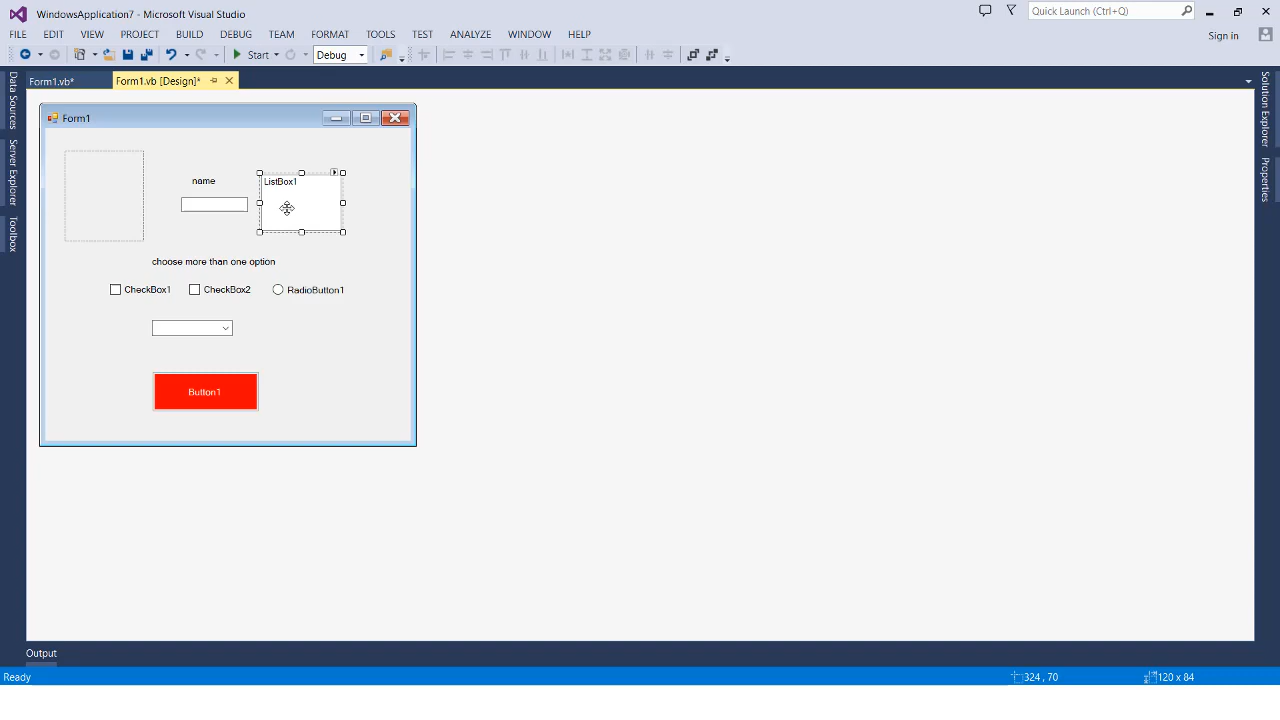 WindowsApplication7 - Microsoft Visual Studio
Quick Launch (Ctrl+Q)
FILE EDIT VIEW PROJECT BUILD DEBUG TEAM FORMAT TOOLS TEST ANALYZE WINDOW HELP
Sign in
Start Debug
Form1.vb* Form1.vb [Design]*
Data Sources
Server Explorer
Toolbox
Solution Explorer
Properties
Form1
name
ListBox1
choose more than one option
CheckBox1 CheckBox2 RadioButton1
Button1
Output
Ready 324 , 70 120 x 84